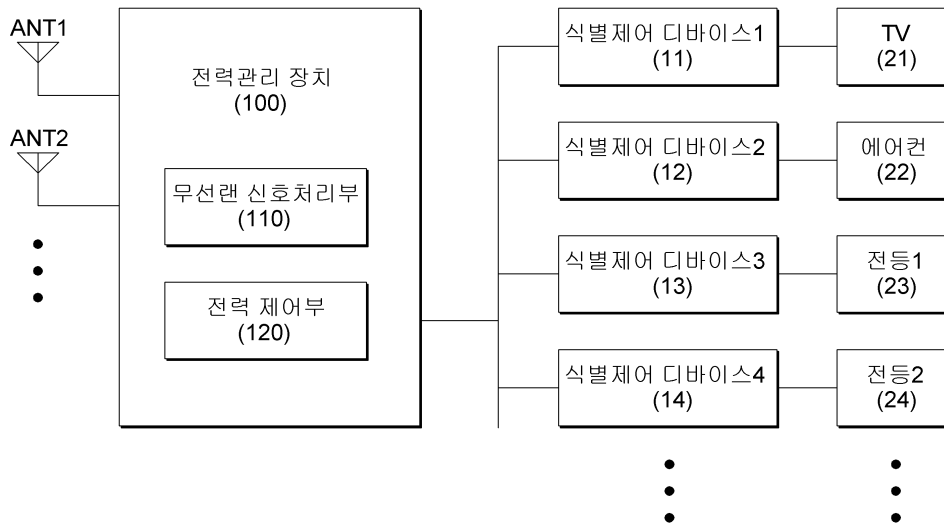 ANT1
전력관리 장치
(100)
ANT2
무선랜 신호처리부
(110)
전력 제어부
(120)
식별제어 디바이스1
(11)
TV
(21)
식별제어 디바이스2
(12)
에어컨
(22)
식별제어 디바이스3
(13)
전등1
(23)
식별제어 디바이스4
(14)
전등2
(24)